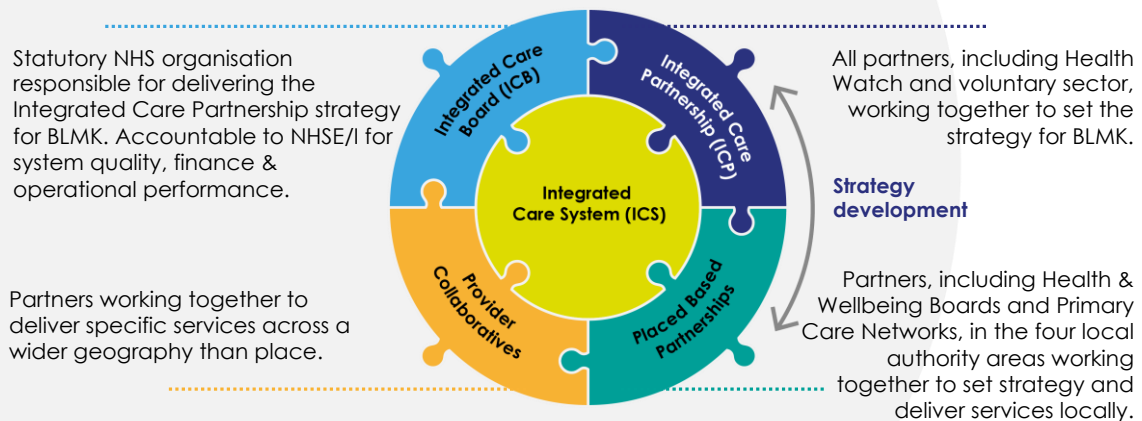 Statutory NHS organisation
responsible for delivering the
Integrated Care Partnership strategy
for BLMK. Accountable to NHSE/I for
system quality, finance &
operational performance.
Integrated Care
Board (ICB)
Integrated Care
Partnership (ICP)
All partners, including Health
Watch and voluntary sector,
working together to set the
strategy for BLMK.
Integrated
Care System (ICS)
Strategy
development
Partners working together to
deliver specific services across a
wider geography than place.
Provider
Collaboratives
Placed Based
Partnerships
Partners, including Health &
Wellbeing Boards and Primary
Care Networks, in the four local
authority areas working
together to set strategy and
deliver services locally.